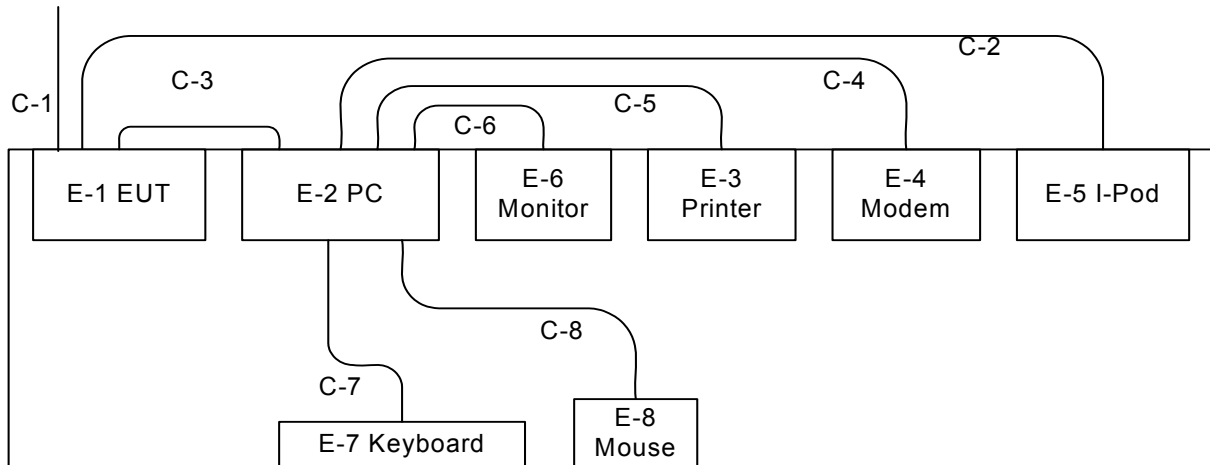 C-2
C-3
C-4
C-1
C-5
C-6
E-1 EUT
E-2 PC
E-6
Monitor
E-3
Printer
E-4
Modem
E-5 I-Pod
C-8
C-7
E-7 Keyboard
E-8
Mouse